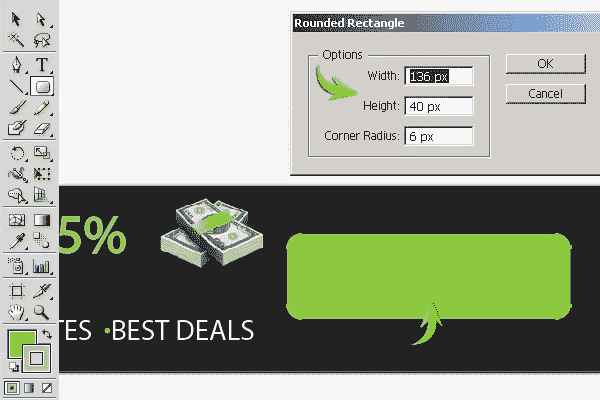 Rounded Rectangle
Options
Width: 136 px
Height: 40 px
Corner Radius: 6 px
OK
Cancel
T
5%
TES •BEST DEALS